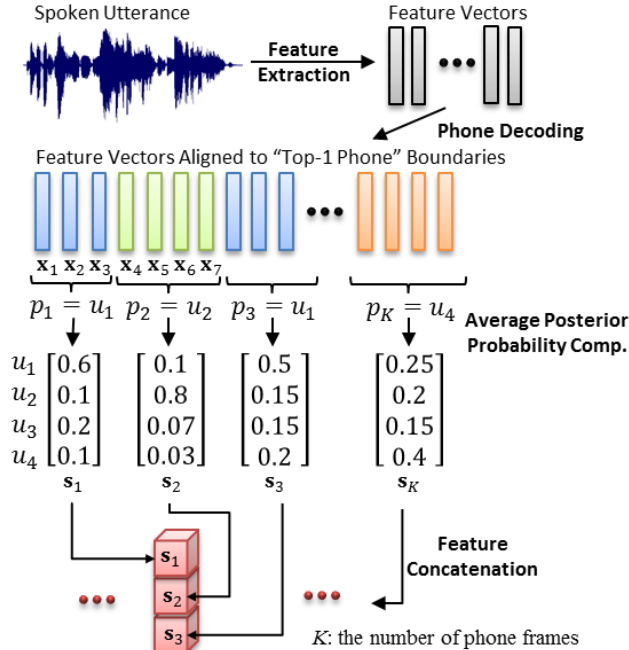 Spoken Utterance
Feature Vectors
Feature
Extraction
Phone Decoding
Feature Vectors Aligned to “Top-1 Phone” Boundaries
x₁ x₂ x₃ x₄ x₅ x₆ x₇
p₁ = u₁ p₂ = u₂ p₃ = u₁ p_K = u₄
Average Posterior
Probability Comp.
u₁ [0.6] [0.1] [0.5] [0.25]
u₂ [0.1] [0.8] [0.15] [0.2]
u₃ [0.2] [0.07] [0.15] [0.15]
u₄ [0.1] [0.03] [0.2] [0.4]
s₁ s₂ s₃ s_K
Feature
Concatenation
s₁
s₂
s₃
K: the number of phone frames